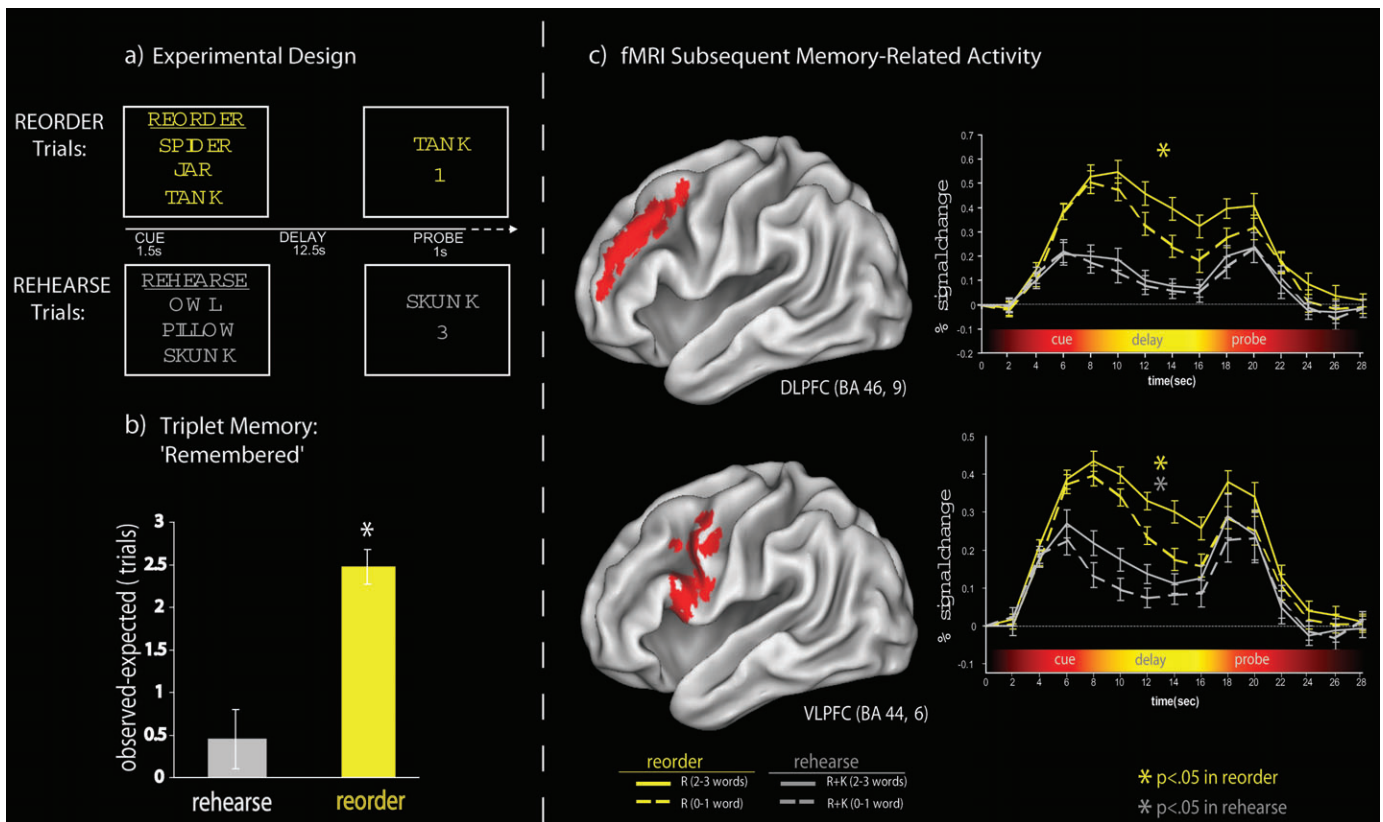 a) Experimental Design
REORDER
Trials:
REORDER
SPIDER
JAR
TANK
TANK
1
CUE
1.5s
DELAY
12.5s
PROBE
1s
REHEARSE
Trials:
REHEARSE
OWL
PILLOW
SKUNK
SKUNK
3
b) Triplet Memory:
'Remembered'
observed-expected ( trials)
3
2.5
2
1.5
1
0.5
0
*
rehearse
reorder
c) fMRI Subsequent Memory-Related Activity
DLPFC (BA 46, 9)
% signalchange
0.7
0.6
0.5
0.4
0.3
0.2
0.1
0
-0.1
-0.2
*
cue delay probe
0 2 4 6 8 10 12 14 16 18 20 22 24 26 28
time(sec)
VLPFC (BA 44, 6)
% signalchange
0.5
0.4
0.3
0.2
0.1
0
-0.1
*
*
cue delay probe
0 2 4 6 8 10 12 14 16 18 20 22 24 26 28
time(sec)
reorder
R (2-3 words)
R (0-1 word)
rehearse
R+K (2-3 words)
R+K (0-1 word)
* p<.05 in reorder
* p<.05 in rehearse